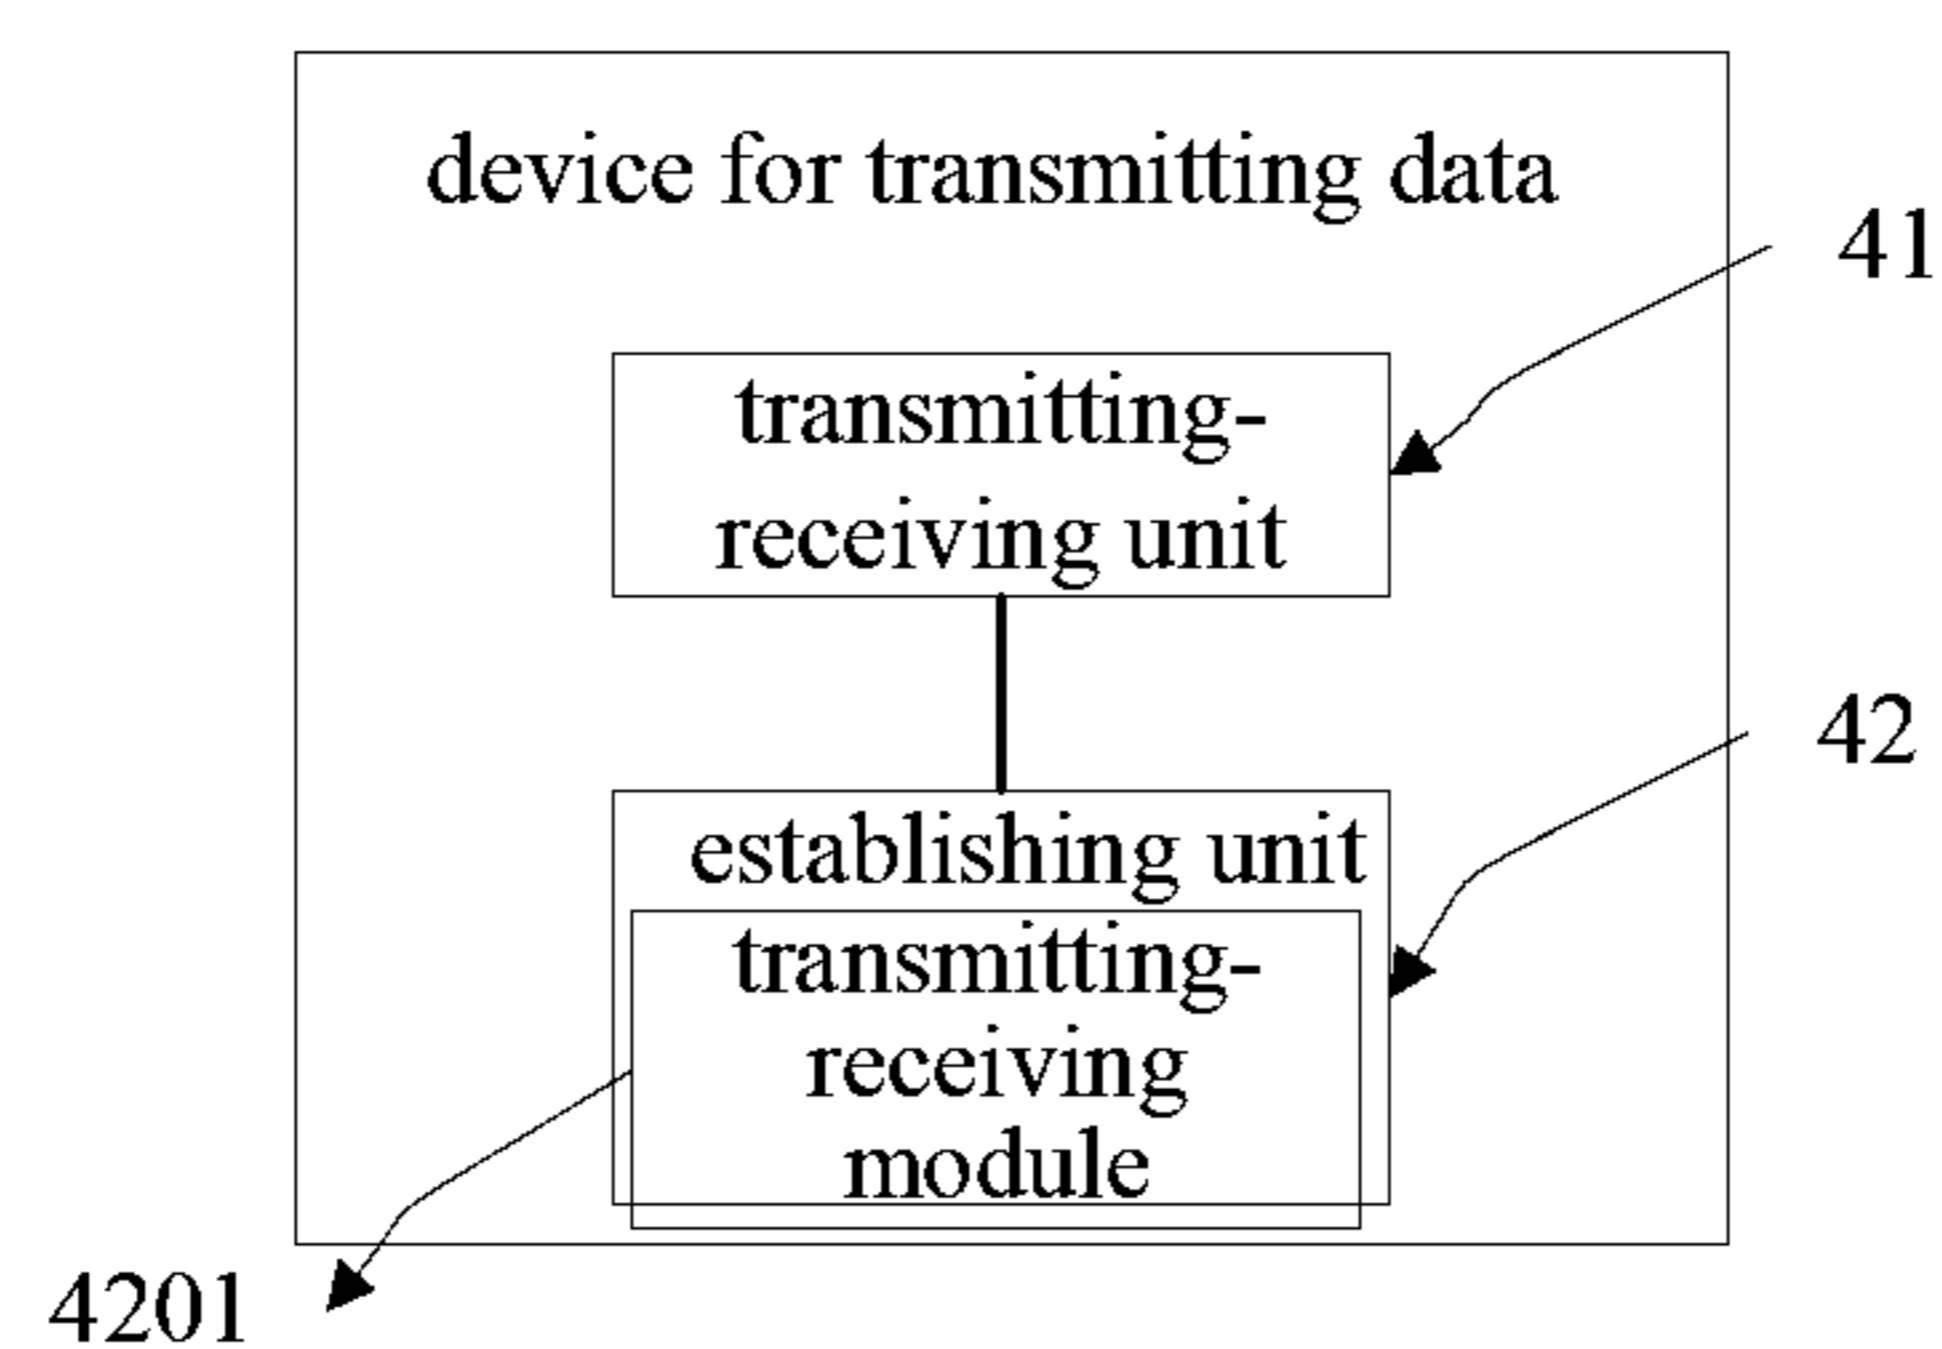 device for transmitting data
41
transmitting-
receiving unit
42
establishing unit
transmitting-
receiving
module
4201